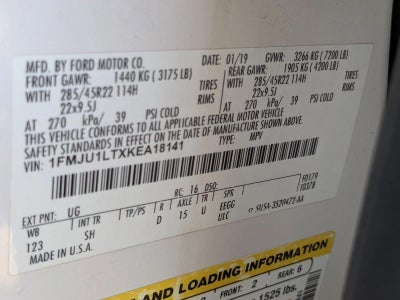 MFD. BY FORD MOTOR CO.
DATE: 01/19 GVWR: 3266 KG (7200 LB)
FRONT GAWR: 1440 KG (3175 LB) REAR GAWR: 1905 KG (4200 LB)
WITH 285/45R22 114H TIRES WITH 285/45R22 114H TIRES
22x9.5J RIMS 22x9.5J RIMS
AT 270 kPa/ 39 PSI COLD AT 270 kPa/ 39 PSI COLD
THIS VEHICLE CONFORMS TO ALL APPLICABLE FEDERAL MOTOR VEHICLE
SAFETY STANDARDS IN EFFECT ON THE DATE OF MANUFACTURE SHOWN ABOVE.
VIN: 1FMJU1LTXKEA18141 TYPE: MPV
EXT PNT: UG RC: 16 DSO:
WB INT TR R AXLE TR SPR
123 SH D 15 U EEGG
ULC
F0179
I0378
MADE IN U.S.A.
AND LOADING INFORMATION
FRONT: 2 REAR: 6
1525 lbs.